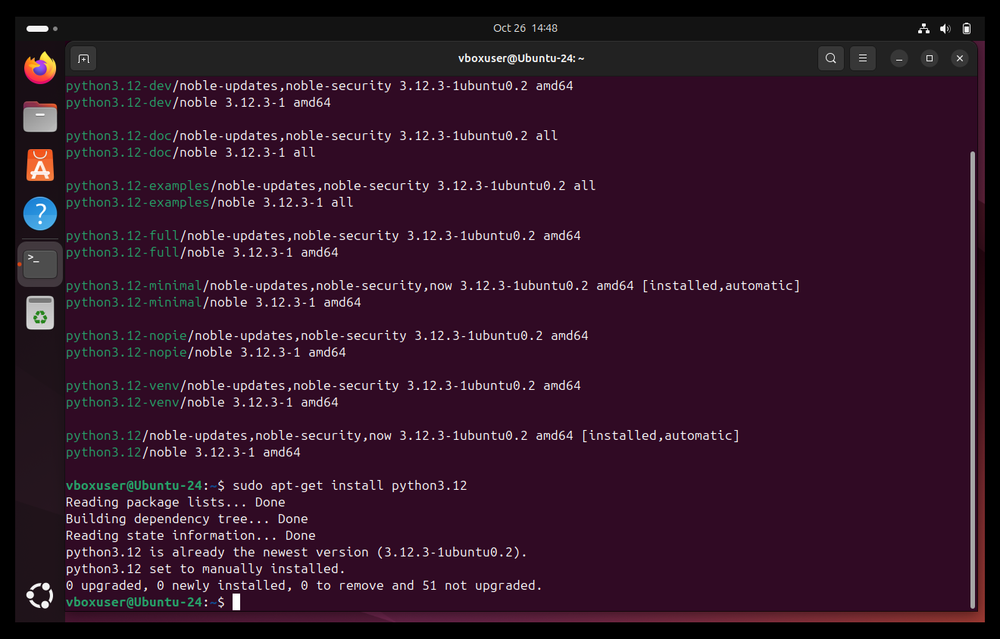 Oct 26 14:48
vboxuser@Ubuntu-24: ~
python3.12-dev/noble-updates,noble-security 3.12.3-1ubuntu0.2 amd64
python3.12-dev/noble 3.12.3-1 amd64
python3.12-doc/noble-updates,noble-security 3.12.3-1ubuntu0.2 all
python3.12-doc/noble 3.12.3-1 all
python3.12-examples/noble-updates,noble-security 3.12.3-1ubuntu0.2 all
python3.12-examples/noble 3.12.3-1 all
python3.12-full/noble-updates,noble-security 3.12.3-1ubuntu0.2 amd64
python3.12-full/noble 3.12.3-1 amd64
python3.12-minimal/noble-updates,noble-security,now 3.12.3-1ubuntu0.2 amd64 [installed,automatic]
python3.12-minimal/noble 3.12.3-1 amd64
python3.12-nopie/noble-updates,noble-security 3.12.3-1ubuntu0.2 amd64
python3.12-nopie/noble 3.12.3-1 amd64
python3.12-venv/noble-updates,noble-security 3.12.3-1ubuntu0.2 amd64
python3.12-venv/noble 3.12.3-1 amd64
python3.12/noble-updates,noble-security,now 3.12.3-1ubuntu0.2 amd64 [installed,automatic]
python3.12/noble 3.12.3-1 amd64
vboxuser@Ubuntu-24:~$ sudo apt-get install python3.12
Reading package lists... Done
Building dependency tree... Done
Reading state information... Done
python3.12 is already the newest version (3.12.3-1ubuntu0.2).
python3.12 set to manually installed.
0 upgraded, 0 newly installed, 0 to remove and 51 not upgraded.
vboxuser@Ubuntu-24:~$